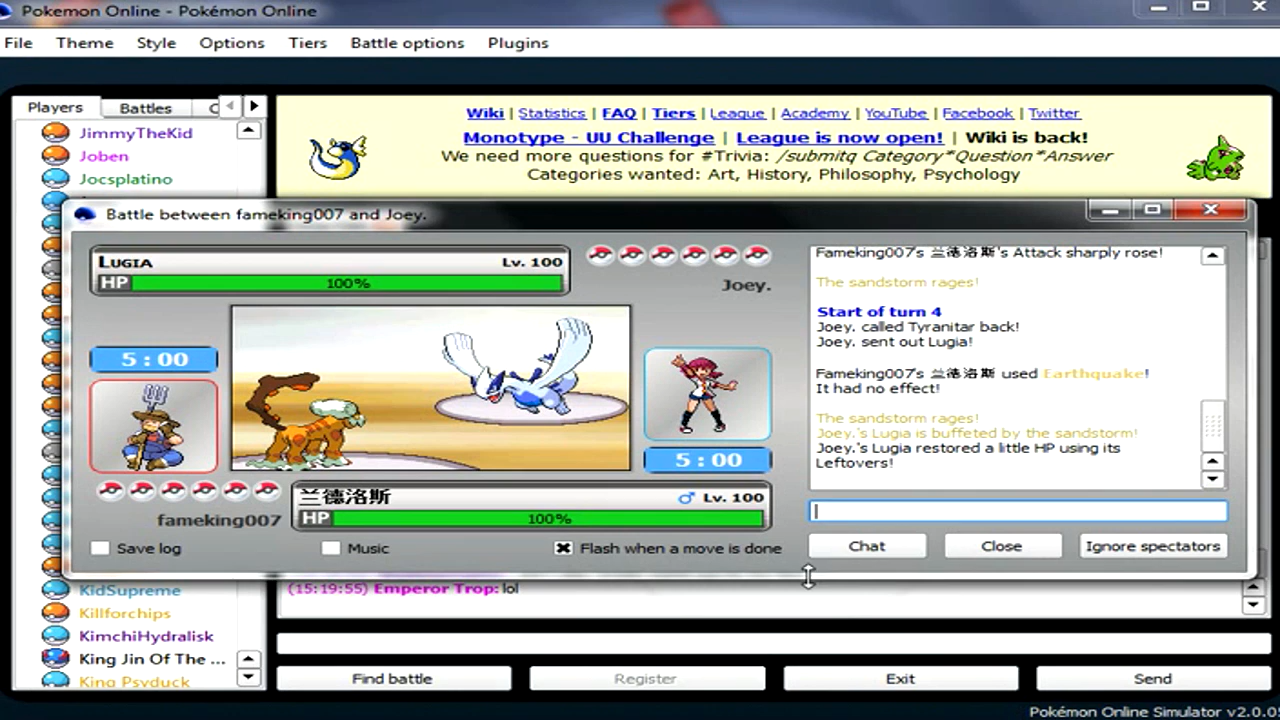 Pokemon Online - Pokémon Online
File Theme Style Options Tiers Battle options Plugins
Players Battles C
JimmyTheKid
Joben
Jocsplatino
Wiki | Statistics | FAQ | Tiers | League | Academy | YouTube | Facebook | Twitter
Monotype - UU Challenge | League is now open! | Wiki is back!
We need more questions for #Trivia: /submitq Category*Question*Answer
Categories wanted: Art, History, Philosophy, Psychology
Battle between fameking007 and Joey.
Lugia Lv. 100
HP 100%
Joey.
5:00
5:00
兰德洛斯 ♂ Lv. 100
HP 100%
fameking007
Save log Music Flash when a move is done
Fameking007's 兰德洛斯's Attack sharply rose!
The sandstorm rages!
Start of turn 4
Joey. called Tyranitar back!
Joey. sent out Lugia!
Fameking007's 兰德洛斯 used Earthquake!
It had no effect!
The sandstorm rages!
Joey.'s Lugia is buffeted by the sandstorm!
Joey.'s Lugia restored a little HP using its
Leftovers!
Chat Close Ignore spectators
KidSupreme
Killforchips
KimchiHydralisk
King Jin Of The ...
King Psyduck
(15:19:55) Emperor Trop: lol
Find battle Register Exit Send
Pokémon Online Simulator v2.0.05